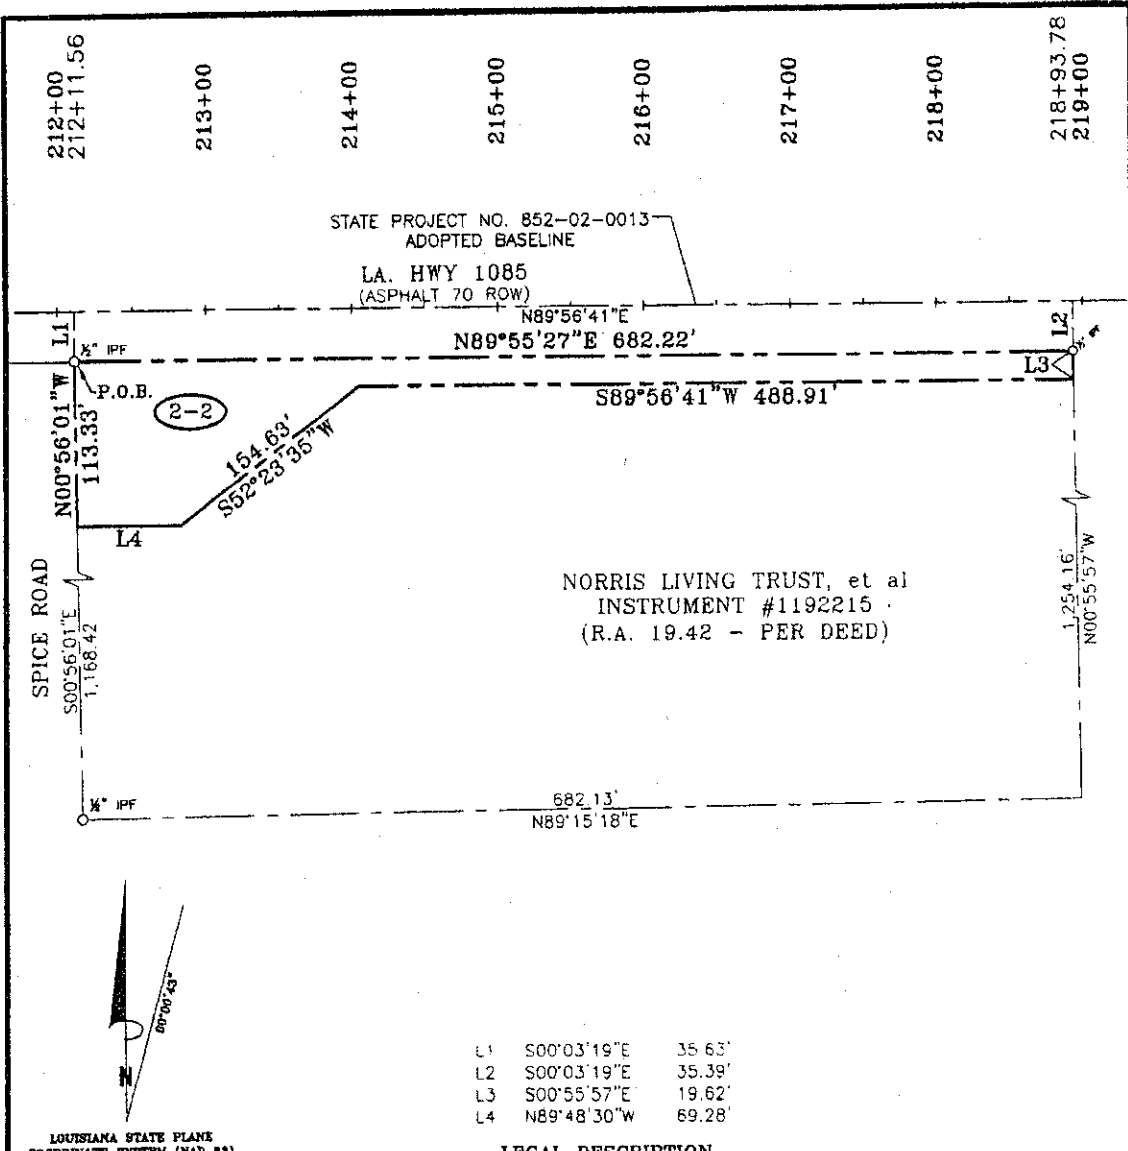 212+00
212+11.56
213+00
214+00
215+00
216+00
217+00
218+00
218+93.78
219+00
STATE PROJECT NO. 852-02-0013
ADOPTED BASELINE
LA. HWY 1085
(ASPHALT 70 ROW)
N89°56'41"E
L1
L2
½" IPF
N89°55'27"E 682.22'
L3
P.O.B.
2-2
S89°56'41"W 488.91'
N00°56'01"W
113.33'
154.63'
S52°23'35"W
L4
NORRIS LIVING TRUST, et al
INSTRUMENT #1192215
(R.A. 19.42 - PER DEED)
SPICE ROAD
S00°56'01"E
1,168.42
1,254.16'
N00°55'57"W
½" IPF
682.13'
N89°15'18"E
00°00'43"
N
L1 S00°03'19"E 35.63'
L2 S00°03'19"E 35.39'
L3 S00°55'57"E 19.62'
L4 N89°48'30"W 69.28'
LOUISIANA STATE PLANE
LEGAL DESCRIPTION